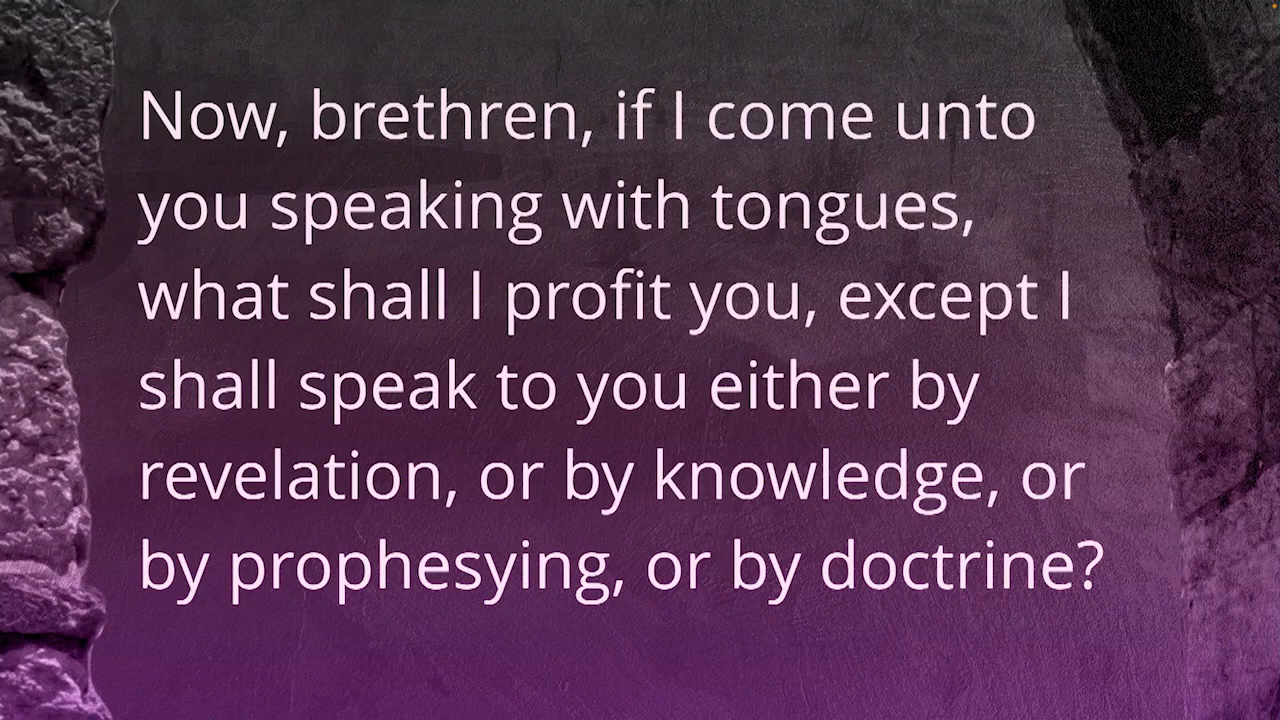 Now, brethren, if I come unto
you speaking with tongues,
what shall I profit you, except I
shall speak to you either by
revelation, or by knowledge, or
by prophesying, or by doctrine?